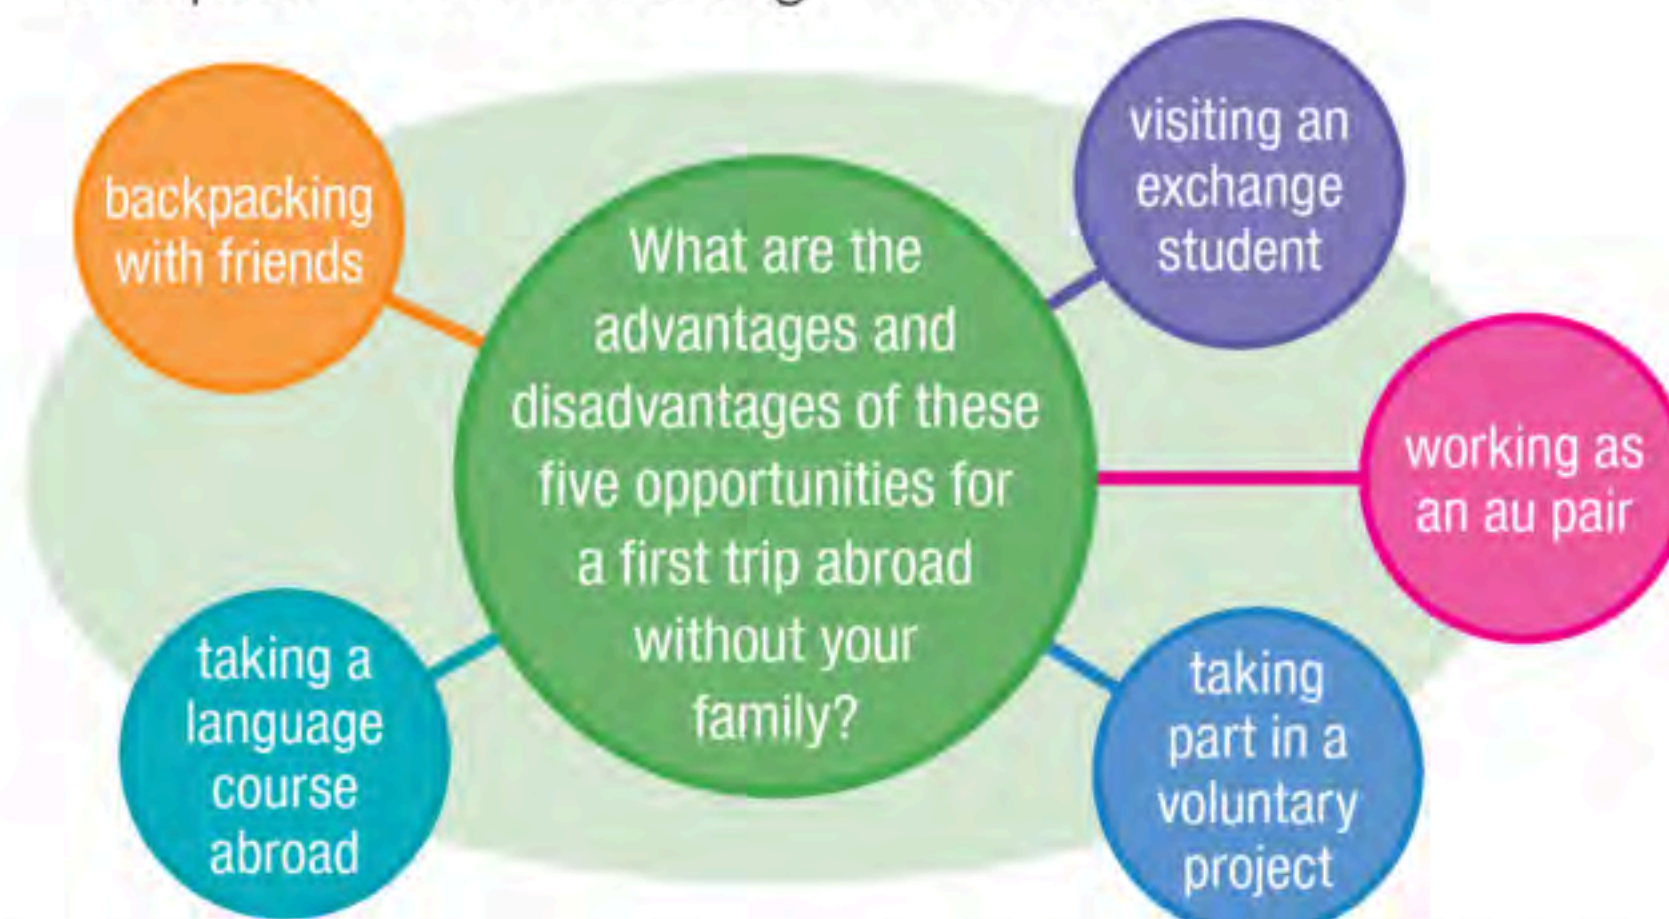 backpacking
with friends
visiting an
exchange
student
What are the
advantages and
disadvantages of these
five opportunities for
a first trip abroad
without your
family?
working as
an au pair
taking a
language
course
abroad
taking
part in a
voluntary
project